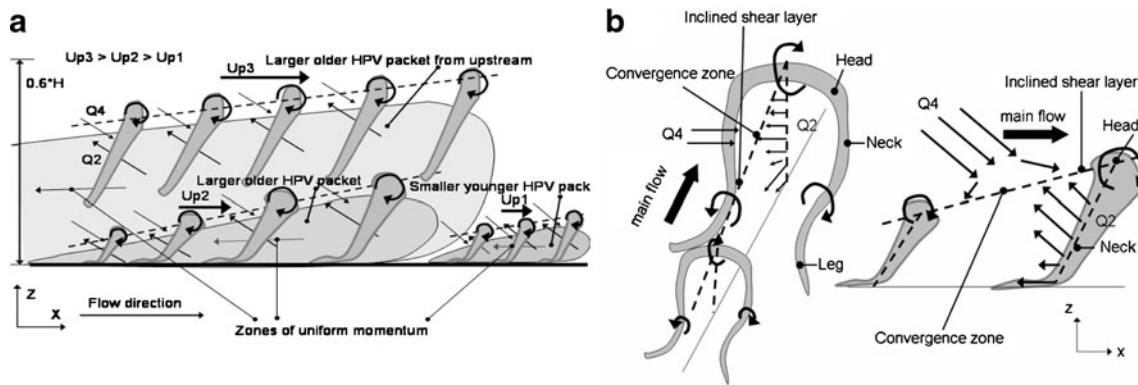 a
Up3 > Up2 > Up1
Larger older HPV packet from upstream
Up3
0.6*H
Q4
Q2
Larger older HPV packet
Smaller younger HPV pack
Up2
Up1
Z
X
Flow direction
Zones of uniform momentum
b
Inclined shear layer
Convergence zone
Head
Q4
Q2
Neck
main flow
Leg
Inclined shear layer
Q4
main flow
Head
Q2
Neck
Convergence zone
z
x